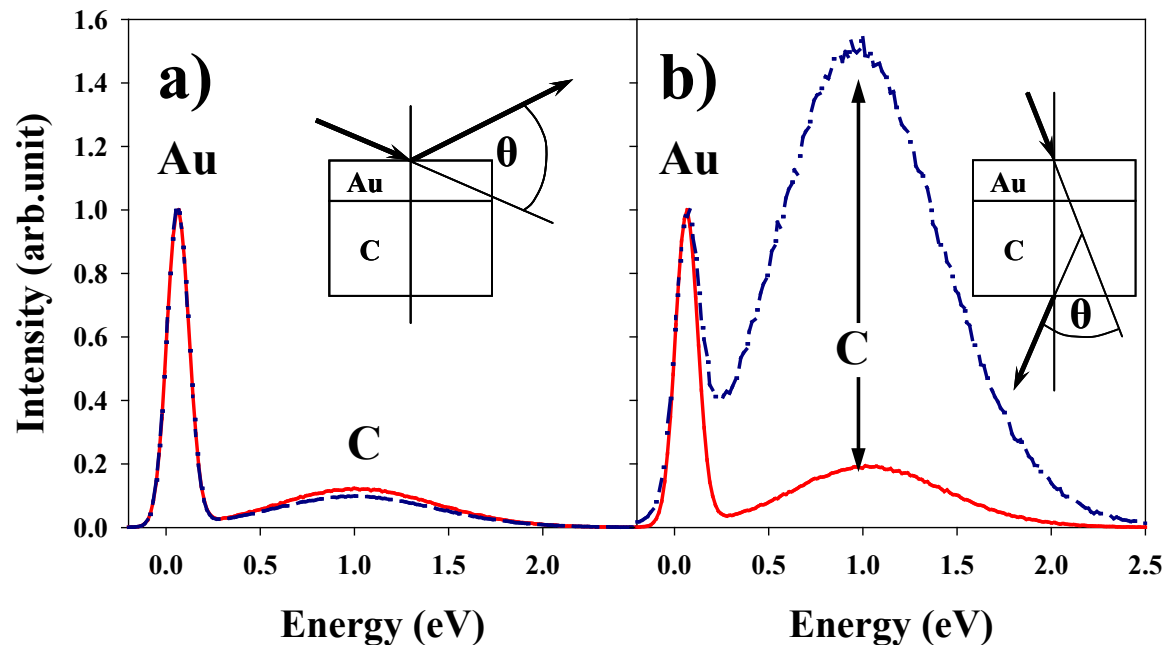 Intensity (arb.unit)
1.6
1.4
1.2
1.0
0.8
0.6
0.4
0.2
0.0
a)
Au
θ
Au
C
C
0.0 0.5 1.0 1.5 2.0
Energy (eV)
b)
Au
Au
C
θ
C
0.0 0.5 1.0 1.5 2.0 2.5
Energy (eV)